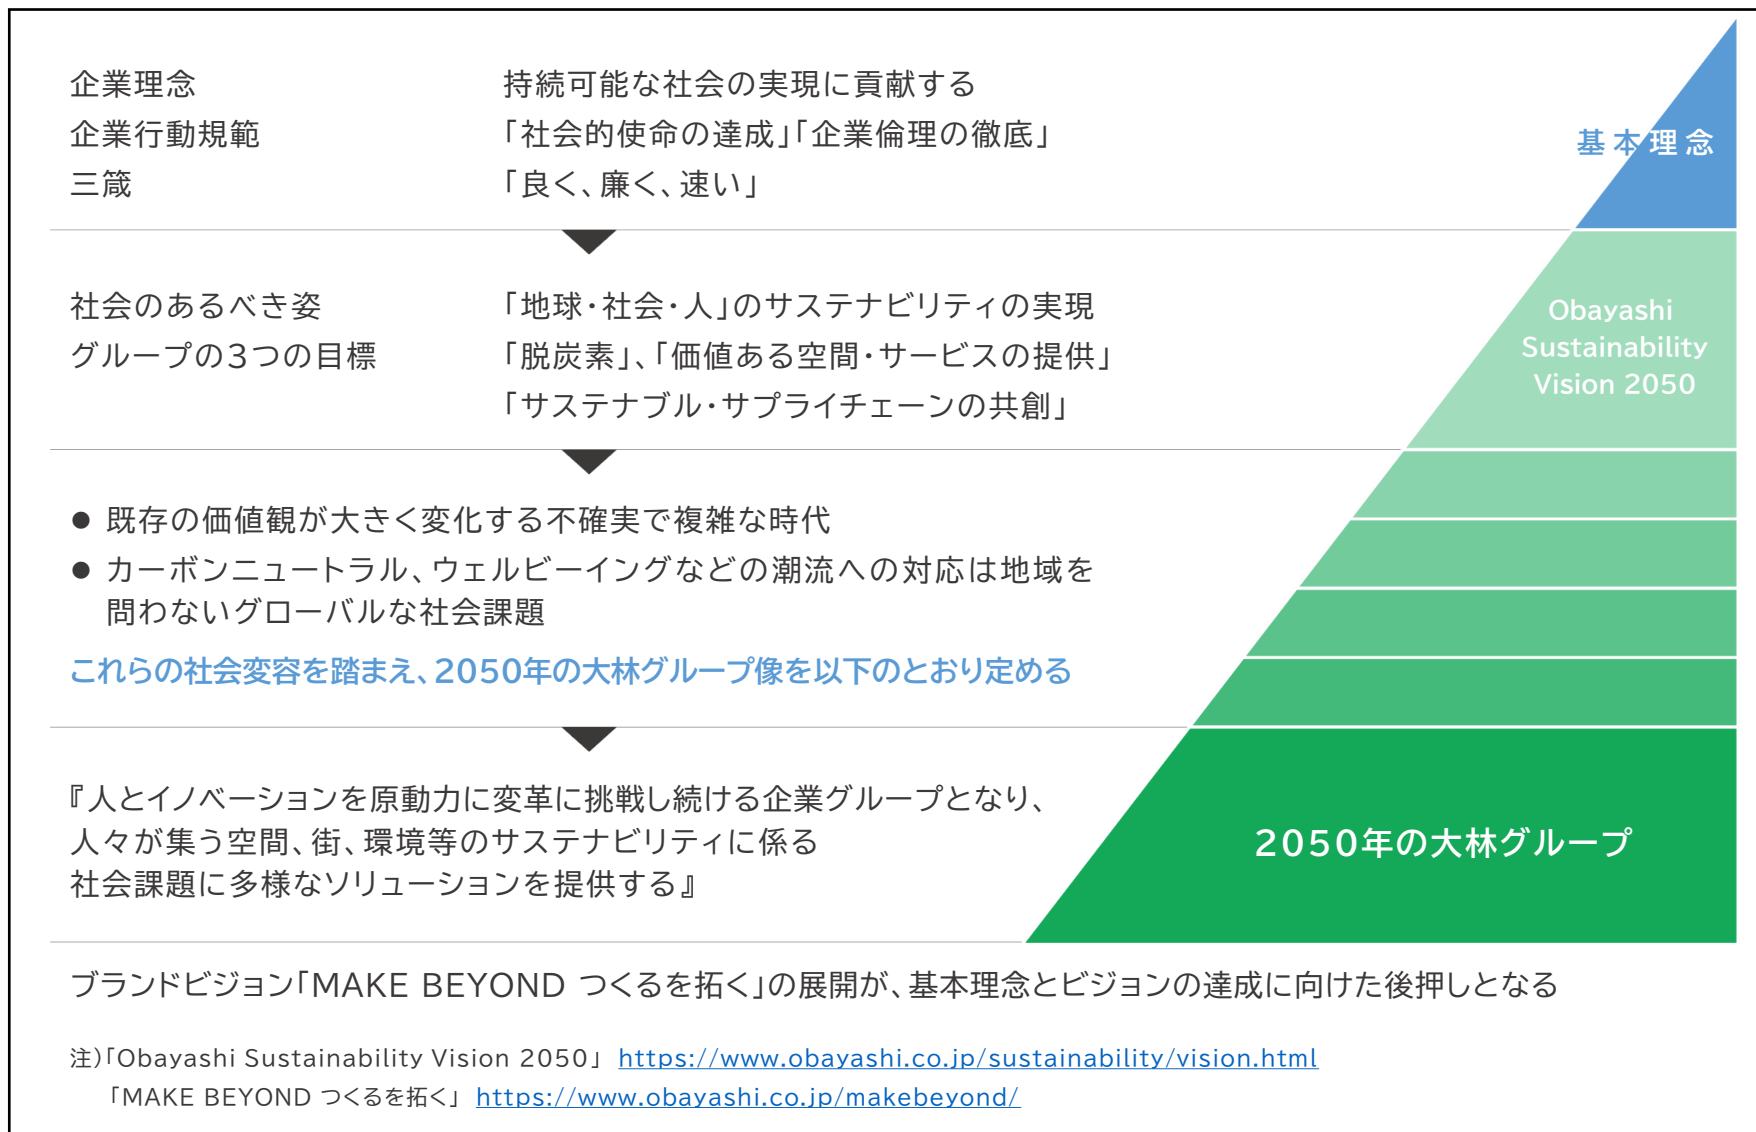 企業理念 持続可能な社会の実現に貢献する
企業行動規範 「社会的使命の達成」「企業倫理の徹底」
三箴 「良く、廉く、速い」
基本理念
社会のあるべき姿 「地球・社会・人」のサステナビリティの実現
グループの3つの目標 「脱炭素」、「価値ある空間・サービスの提供」
「サステナブル・サプライチェーンの共創」
Obayashi
Sustainability
Vision 2050
● 既存の価値観が大きく変化する不確実で複雑な時代
● カーボンニュートラル、ウェルビーイングなどの潮流への対応は地域を
問わないグローバルな社会課題
これらの社会変容を踏まえ、2050年の大林グループ像を以下のとおり定める
『人とイノベーションを原動力に変革に挑戦し続ける企業グループとなり、
人々が集う空間、街、環境等のサステナビリティに係る
社会課題に多様なソリューションを提供する』
2050年の大林グループ
ブランドビジョン「MAKE BEYOND つくるを拓く」の展開が、基本理念とビジョンの達成に向けた後押しとなる
注）「Obayashi Sustainability Vision 2050」 https://www.obayashi.co.jp/sustainability/vision.html
「MAKE BEYOND つくるを拓く」 https://www.obayashi.co.jp/makebeyond/